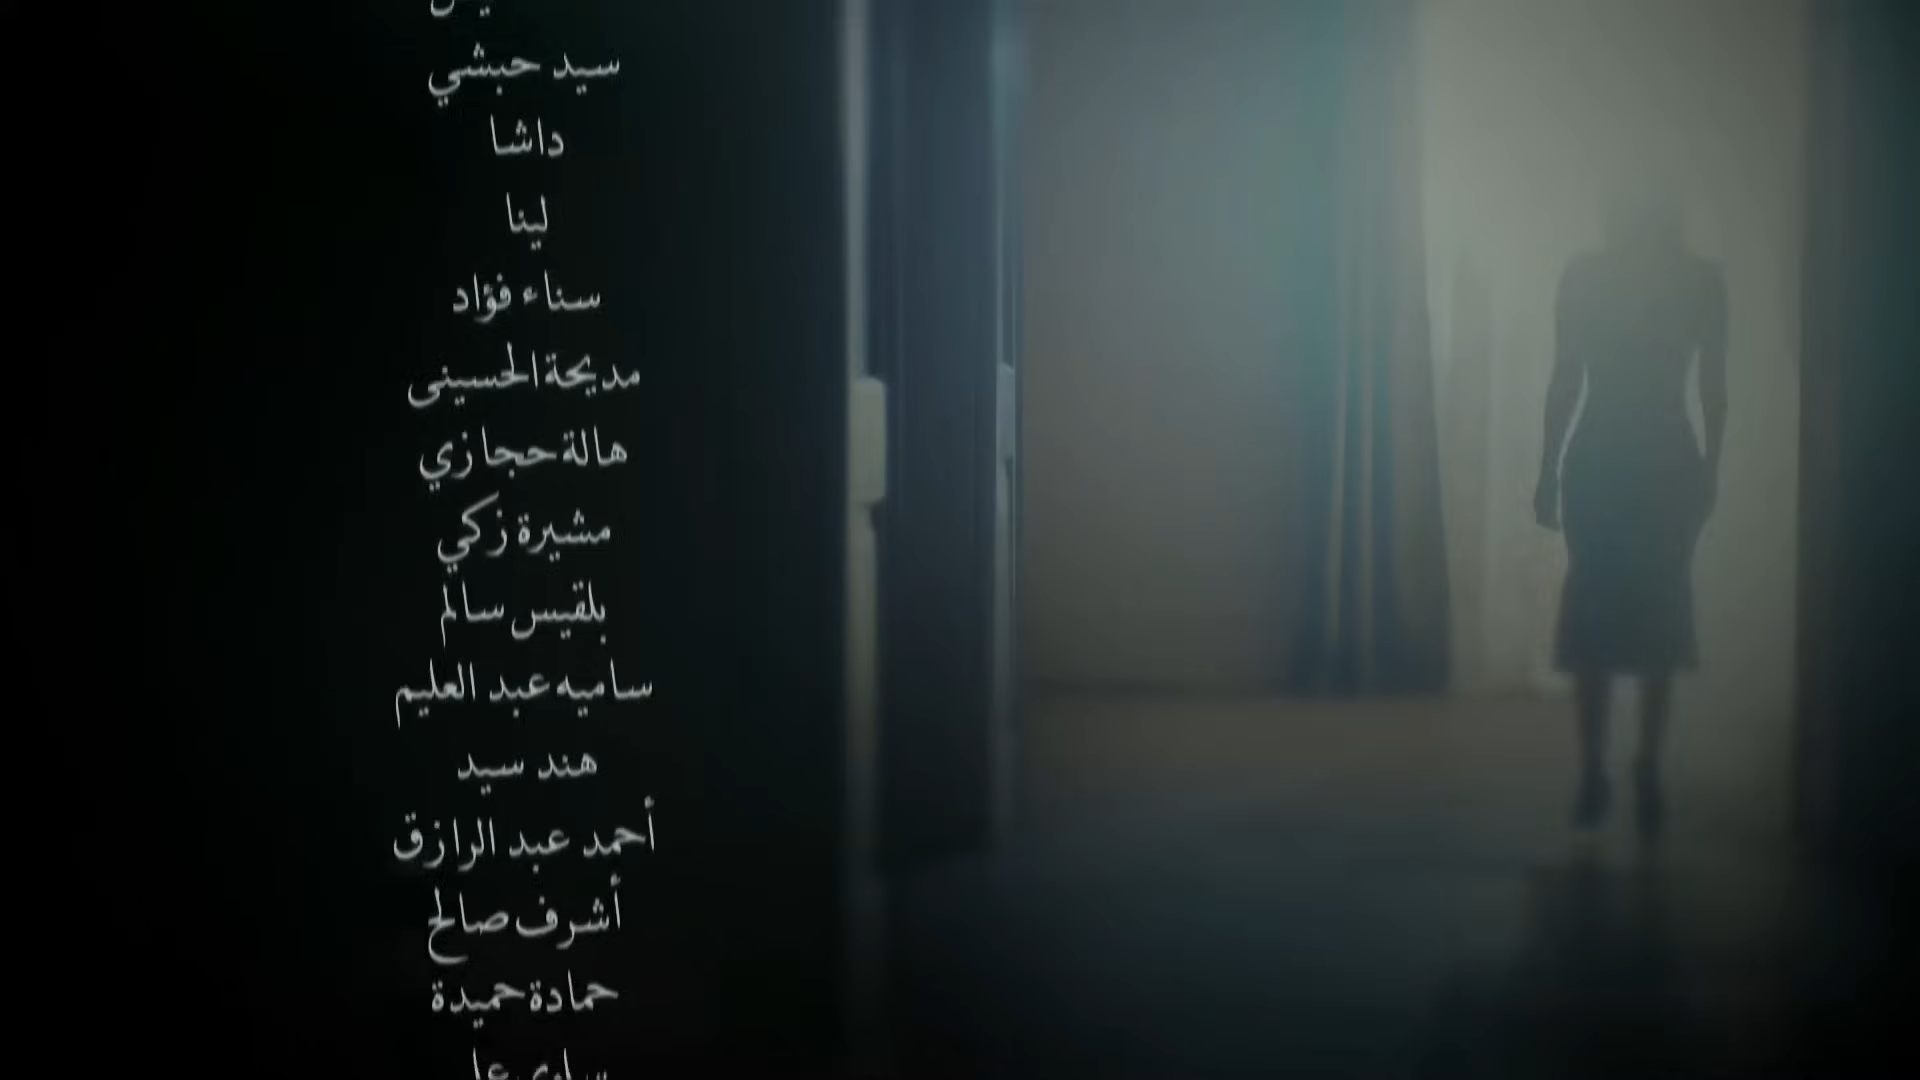 سيد حبشي
داشا
لينا
سناء فؤاد
مديحة الحسينى
هالة حجازي
مشيرة زكي
بلقيس سالم
ساميه عبد العليم
هند سيد
أحمد عبد الرازق
أشرف صالح
حمادة حميدة